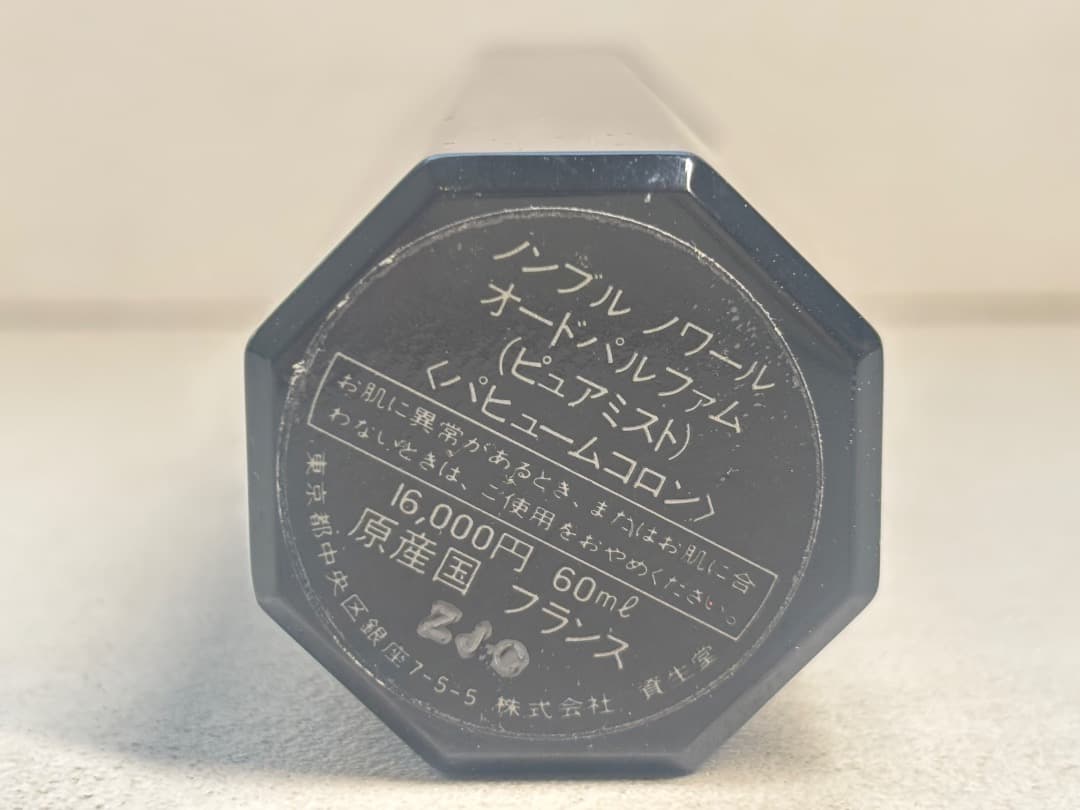 ノンブル ノワール
オードパルファム
(ピュアミスト)
〈パヒュームコロン〉
お肌に異常があるとき、またはお肌に合
わないときは、ご使用をおやめください。
16,000円 60ml
原産国 フランス
東京都中央区銀座7-5-5 株式会社 資生堂